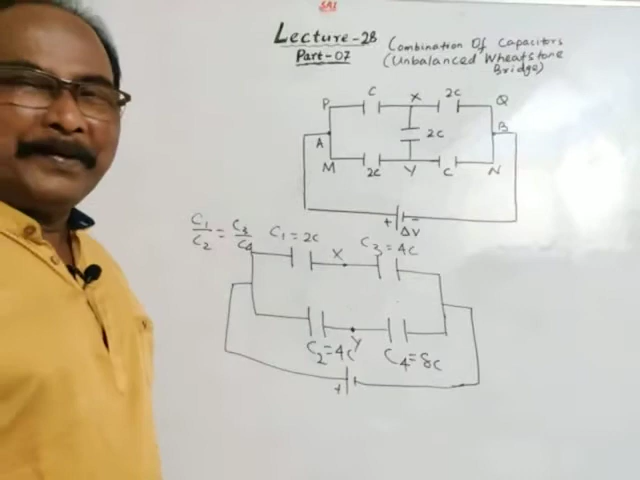 SAI
Lecture-28
Part-07
Combination Of Capacitors
(Unbalanced Wheatstone
Bridge)
P C X 2C Q
2C
A B
M 2C Y C N
+ -
ΔV
C1/C2 = C3/C4
C1=2C X C3=4C
C2=4C Y C4=8C
+